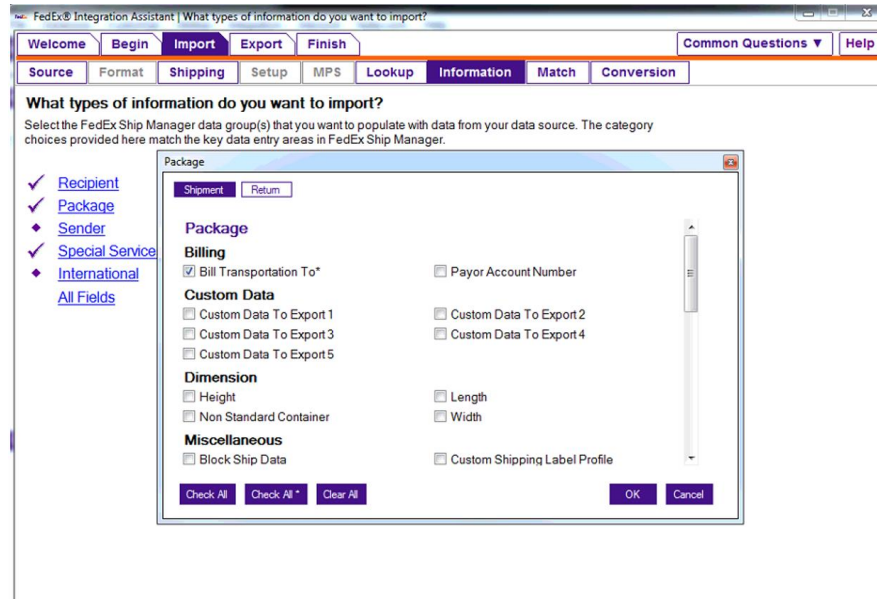 FedEx® Integration Assistant | What types of information do you want to import?
Welcome Begin Import Export Finish Common Questions ▼ Help
Source Format Shipping Setup MPS Lookup Information Match Conversion
What types of information do you want to import?
Select the FedEx Ship Manager data group(s) that you want to populate with data from your data source. The category
choices provided here match the key data entry areas in FedEx Ship Manager.
Recipient
Package
Sender
Special Service
International
All Fields
Package
Shipment Return
Package
Billing
Bill Transportation To* Payor Account Number
Custom Data
Custom Data To Export 1 Custom Data To Export 2
Custom Data To Export 3 Custom Data To Export 4
Custom Data To Export 5
Dimension
Height Length
Non Standard Container Width
Miscellaneous
Block Ship Data Custom Shipping Label Profile
Check All Check All * Clear All OK Cancel